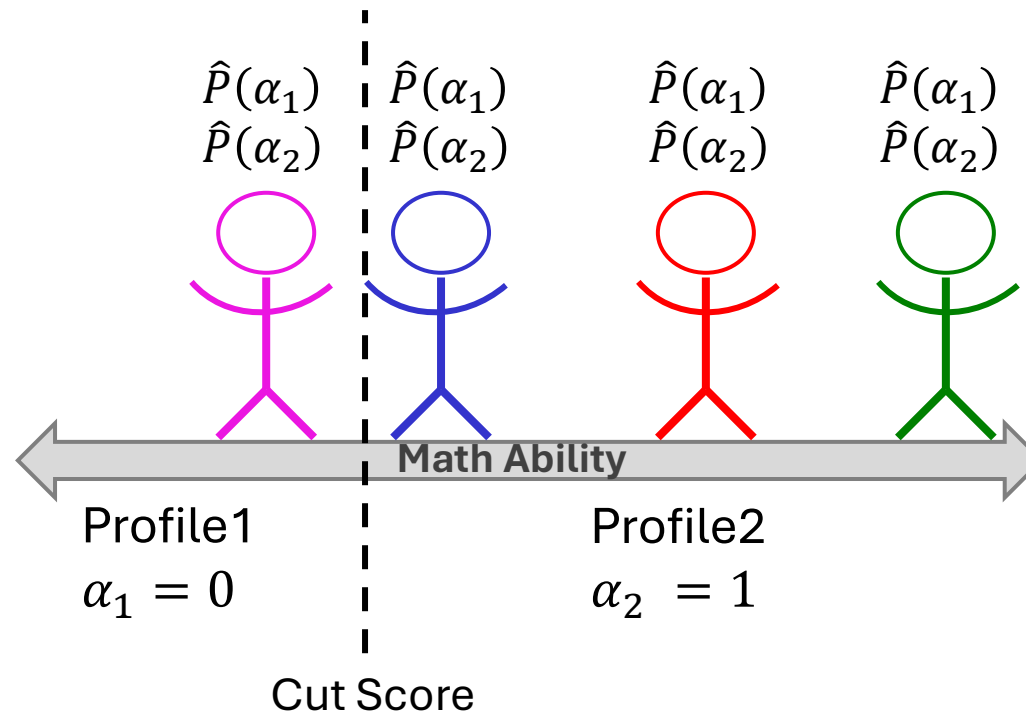 P̂(α₁) P̂(α₁) P̂(α₁) P̂(α₁)
P̂(α₂) P̂(α₂) P̂(α₂) P̂(α₂)
Math Ability
Profile1 Profile2
α₁ = 0 α₂ = 1
Cut Score